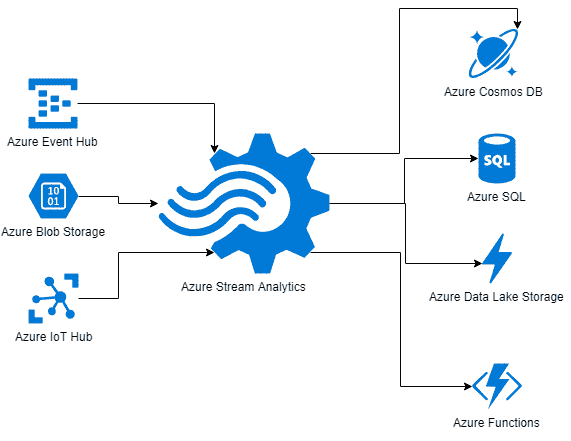 Azure Cosmos DB
Azure Event Hub
10
01
SQL
Azure SQL
Azure Blob Storage
Azure Stream Analytics
Azure Data Lake Storage
Azure IoT Hub
Azure Functions